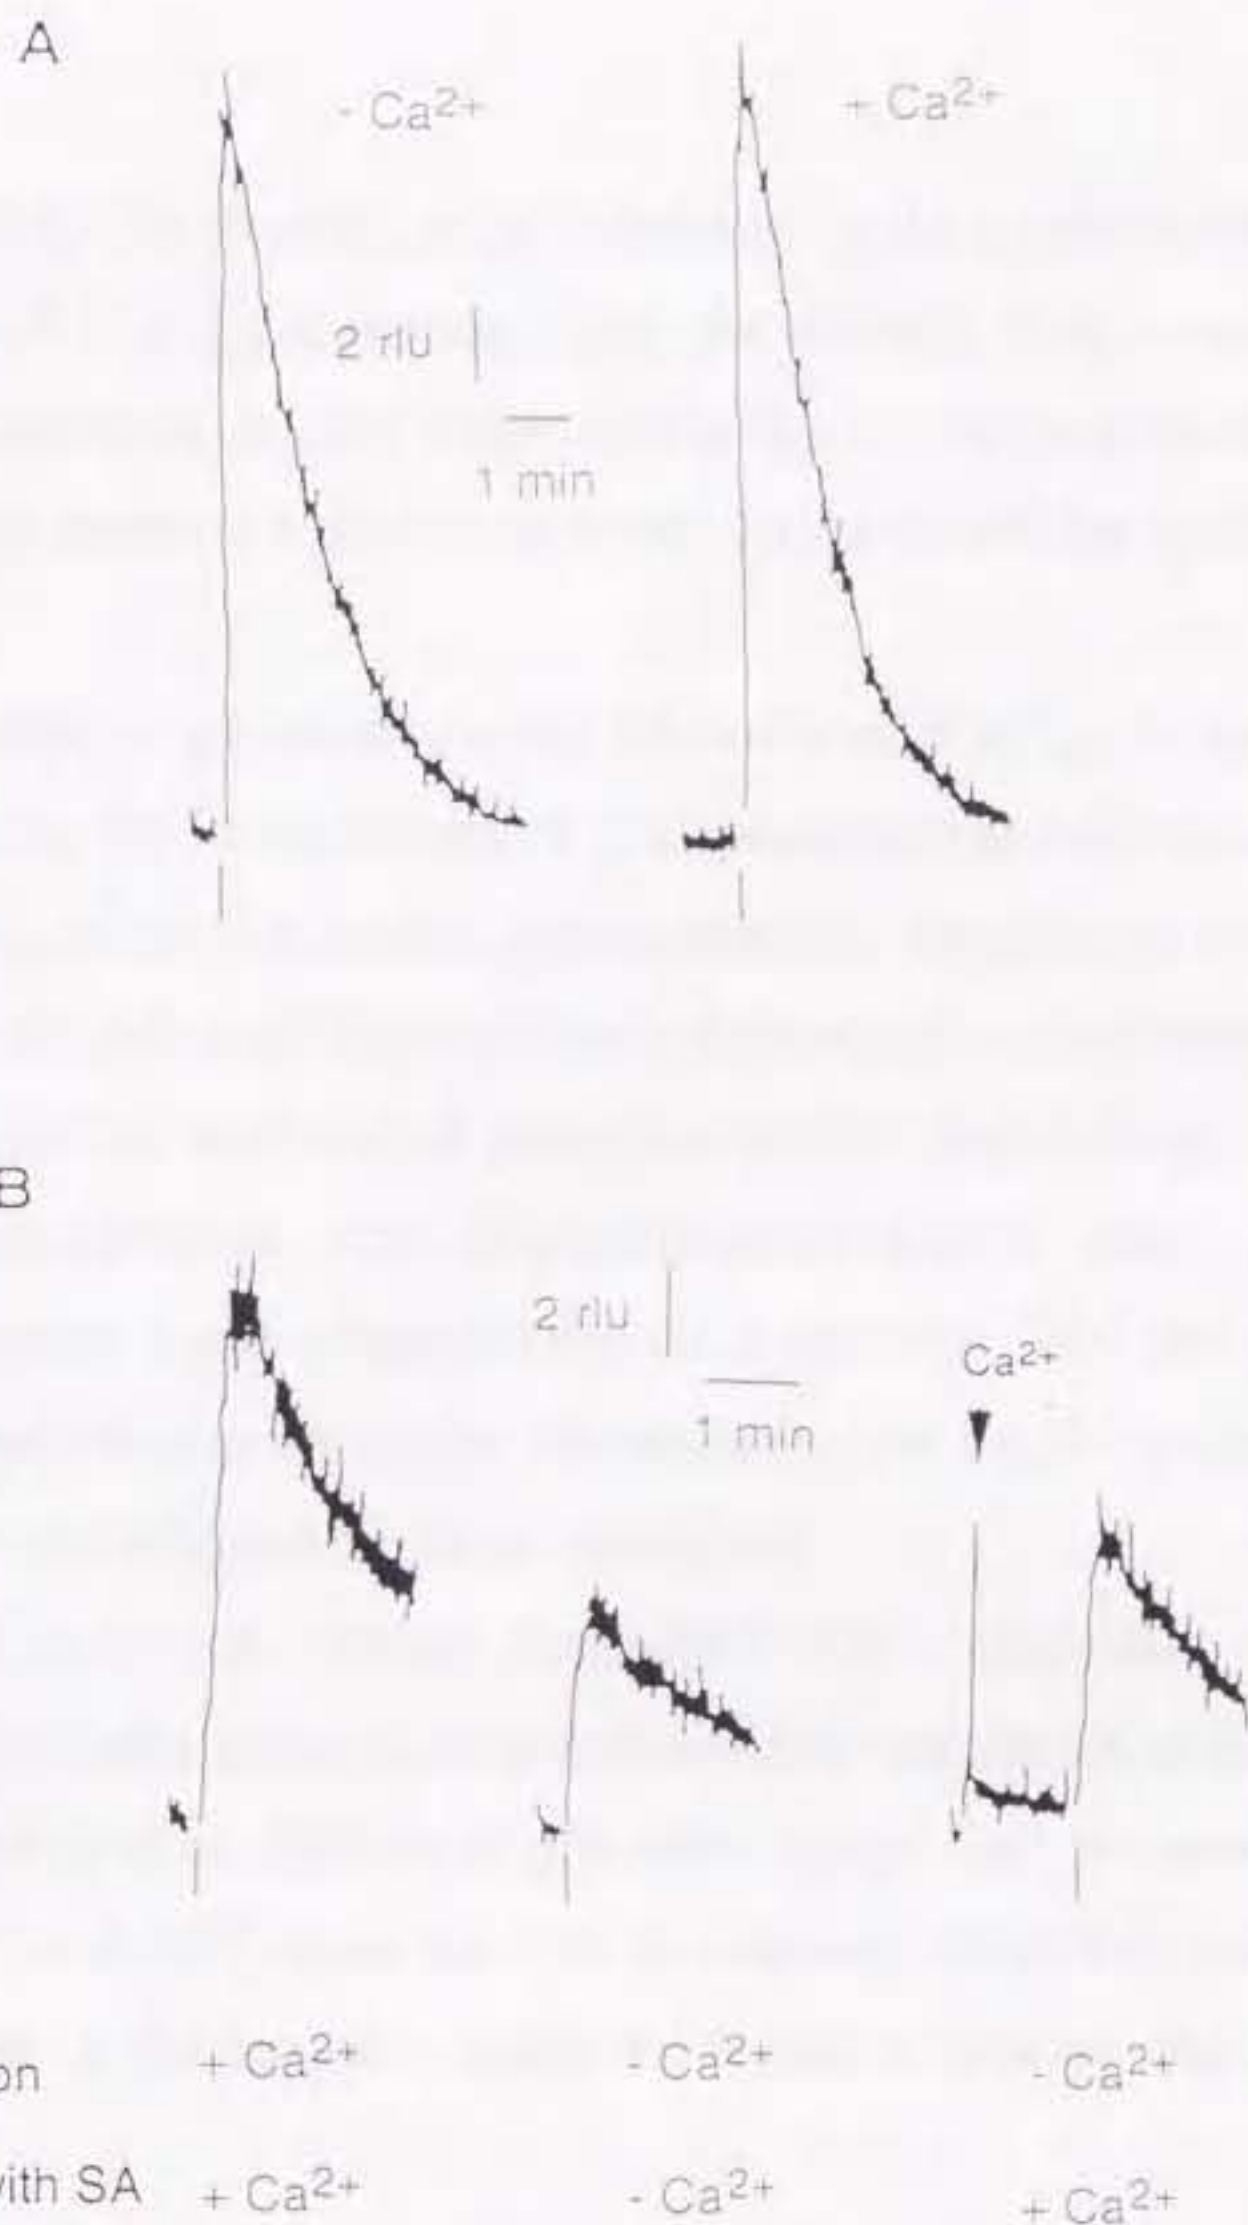 A
- Ca2+ + Ca2+
2 rlu
1 min
B
2 rlu
Ca2+
1 min
on + Ca2+ - Ca2+ - Ca2+
with SA + Ca2+ - Ca2+ + Ca2+